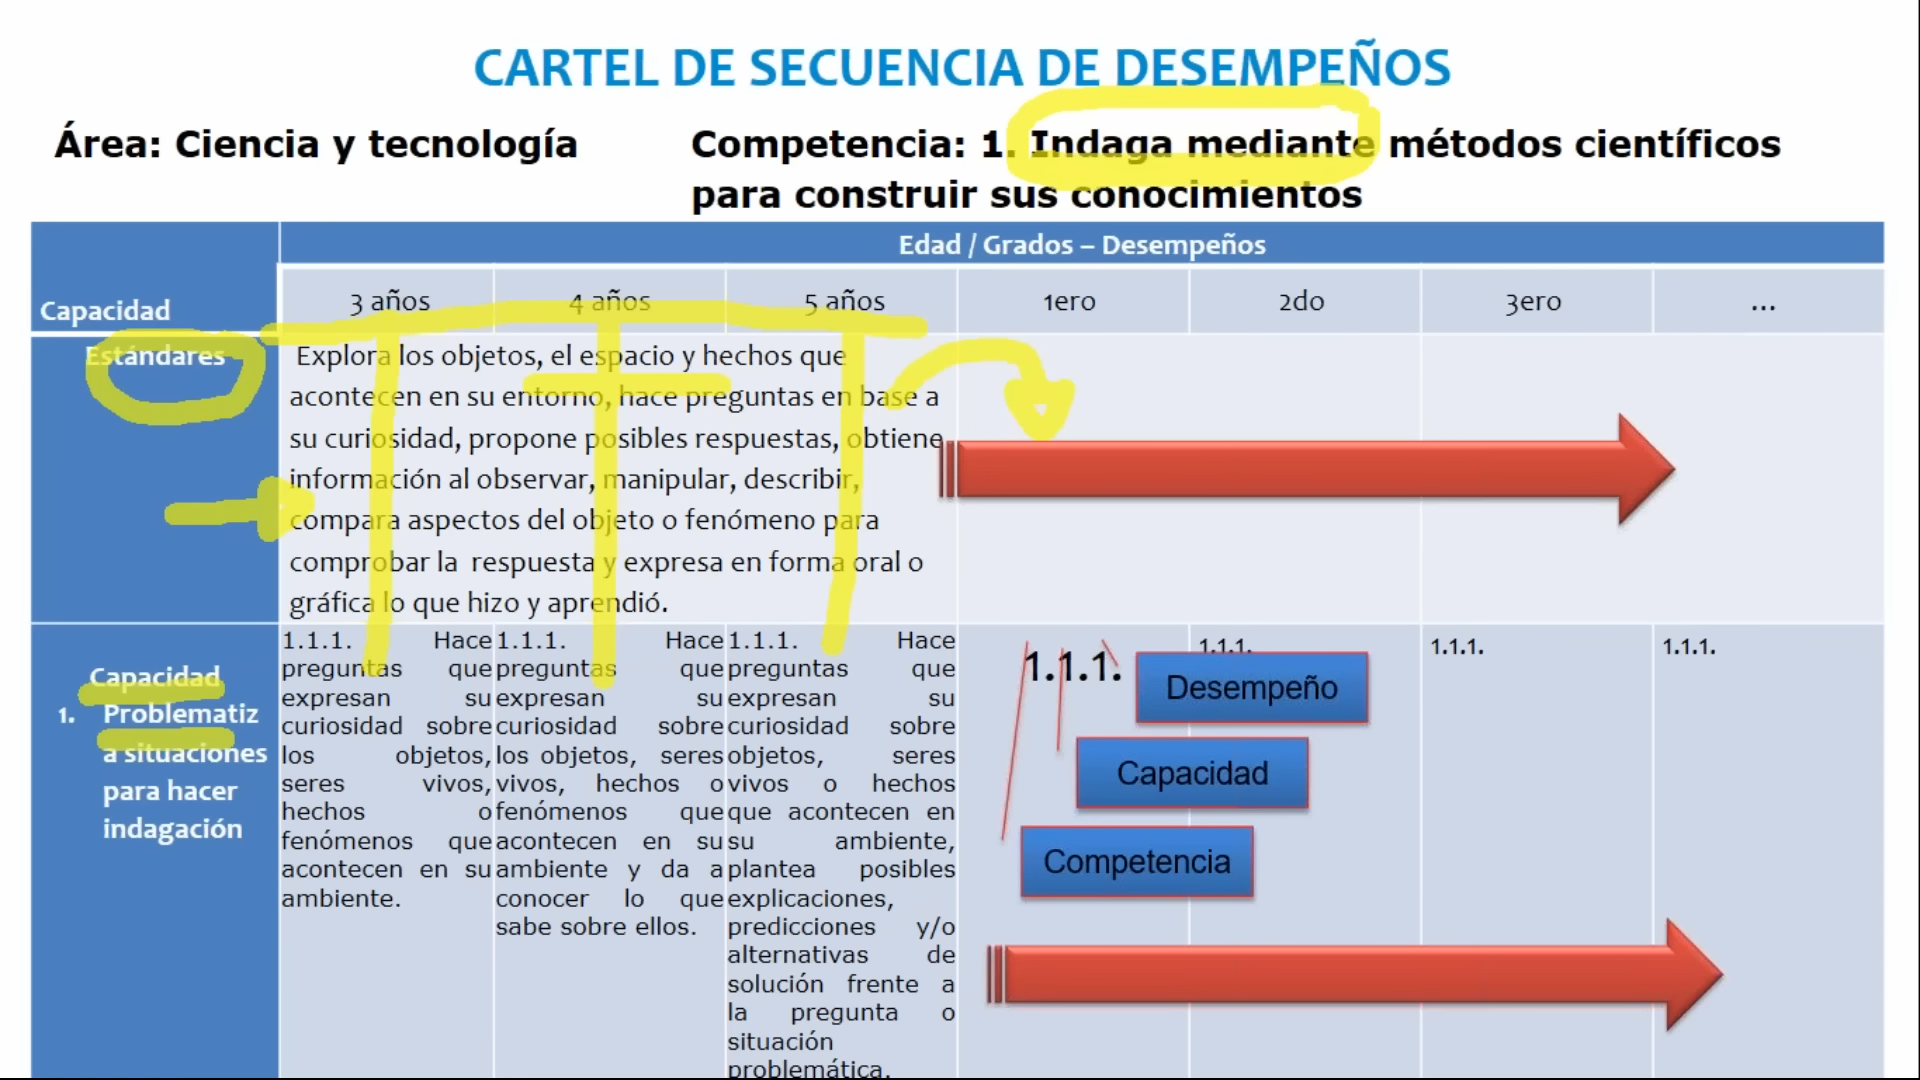 CARTEL DE SECUENCIA DE DESEMPEÑOS
Área: Ciencia y tecnología
Competencia: 1. Indaga mediante métodos científicos
para construir sus conocimientos
Capacidad
Edad / Grados – Desempeños
3 años
4 años
5 años
1ero
2do
3ero
...
Estándares
Explora los objetos, el espacio y hechos que
acontecen en su entorno, hace preguntas en base a
su curiosidad, propone posibles respuestas, obtiene
información al observar, manipular, describir,
compara aspectos del objeto o fenómeno para
comprobar la respuesta y expresa en forma oral o
gráfica lo que hizo y aprendió.
Capacidad
1. Problematiz
a situaciones
para hacer
indagación
1.1.1. Hace
preguntas que
expresan su
curiosidad sobre
los objetos,
seres vivos,
hechos o
fenómenos que
acontecen en su
ambiente.
1.1.1. Hace
preguntas que
expresan su
curiosidad sobre
los objetos, seres
vivos, hechos o
fenómenos que
acontecen en su
ambiente y da a
conocer lo que
sabe sobre ellos.
1.1.1. Hace
preguntas que
expresan su
curiosidad sobre
objetos, seres
vivos o hechos
que acontecen en
su ambiente,
plantea posibles
explicaciones,
predicciones y/o
alternativas de
solución frente a
la pregunta o
situación
problemática.
1.1.1.
Desempeño
Capacidad
Competencia
1.1.1.
1.1.1.
1.1.1.